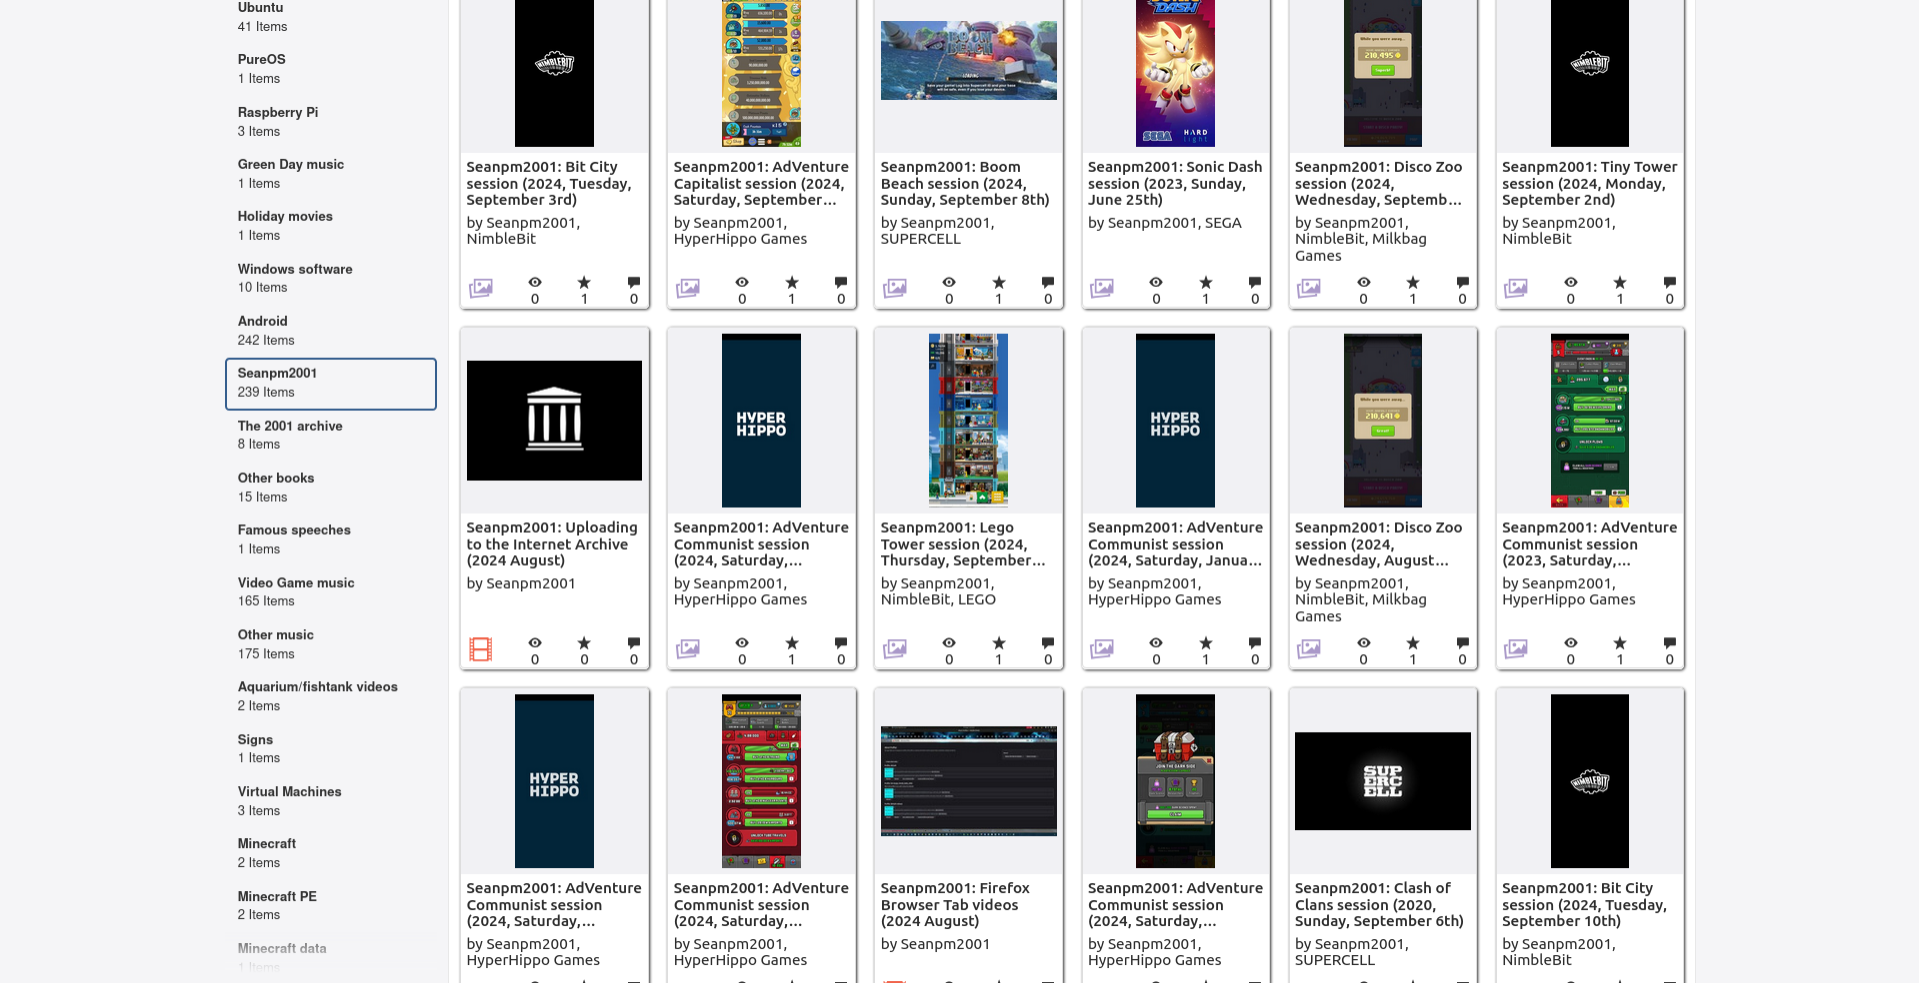 Ubuntu
41 Items
PureOS
1 Items
Raspberry Pi
3 Items
Green Day music
1 Items
Holiday movies
1 Items
Windows software
10 Items
Android
242 Items
Seanpm2001
239 Items
The 2001 archive
8 Items
Other books
15 Items
Famous speeches
1 Items
Video Game music
165 Items
Other music
175 Items
Aquarium/fishtank videos
2 Items
Signs
1 Items
Virtual Machines
3 Items
Minecraft
2 Items
Minecraft PE
2 Items
Minecraft data
1 Items
NIMBLEBIT
Seanpm2001: Bit City
session (2024, Tuesday,
September 3rd)
by Seanpm2001,
NimbleBit
0 1 0
Seanpm2001: AdVenture
Capitalist session (2024,
Saturday, September...
by Seanpm2001,
HyperHippo Games
0 1 0
BOOM
BEACH
LOADING
Seanpm2001: Boom
Beach session (2024,
Sunday, September 8th)
by Seanpm2001,
SUPERCELL
0 1 0
SONIC
DASH
SEGA HARD
light
Seanpm2001: Sonic Dash
session (2023, Sunday,
June 25th)
by Seanpm2001, SEGA
0 1 0
While you were away...
210,495
Seanpm2001: Disco Zoo
session (2024,
Wednesday, Septemb...
by Seanpm2001,
NimbleBit, Milkbag
Games
0 1 0
NIMBLEBIT
Seanpm2001: Tiny Tower
session (2024, Monday,
September 2nd)
by Seanpm2001,
NimbleBit
0 1 0
Seanpm2001: Uploading
to the Internet Archive
(2024 August)
by Seanpm2001
0 0 0
HYPER
HIPPO
Seanpm2001: AdVenture
Communist session
(2024, Saturday,...
by Seanpm2001,
HyperHippo Games
0 1 0
Seanpm2001: Lego
Tower session (2024,
Thursday, September...
by Seanpm2001,
NimbleBit, LEGO
0 1 0
HYPER
HIPPO
Seanpm2001: AdVenture
Communist session
(2024, Saturday, Janua...
by Seanpm2001,
HyperHippo Games
0 1 0
While you were away...
210,641
Seanpm2001: Disco Zoo
session (2024,
Wednesday, August...
by Seanpm2001,
NimbleBit, Milkbag
Games
0 1 0
Seanpm2001: AdVenture
Communist session
(2023, Saturday,...
by Seanpm2001,
HyperHippo Games
0 1 0
HYPER
HIPPO
Seanpm2001: AdVenture
Communist session
(2024, Saturday,...
by Seanpm2001,
HyperHippo Games
Seanpm2001: AdVenture
Communist session
(2024, Saturday,...
by Seanpm2001,
HyperHippo Games
Seanpm2001: Firefox
Browser Tab videos
(2024 August)
by Seanpm2001
JOIN THE DARK SIDE
CLAIM
Seanpm2001: AdVenture
Communist session
(2024, Saturday,...
by Seanpm2001,
HyperHippo Games
SUP
ERC
ELL
Seanpm2001: Clash of
Clans session (2020,
Sunday, September 6th)
by Seanpm2001,
SUPERCELL
NIMBLEBIT
Seanpm2001: Bit City
session (2024, Tuesday,
September 10th)
by Seanpm2001,
NimbleBit